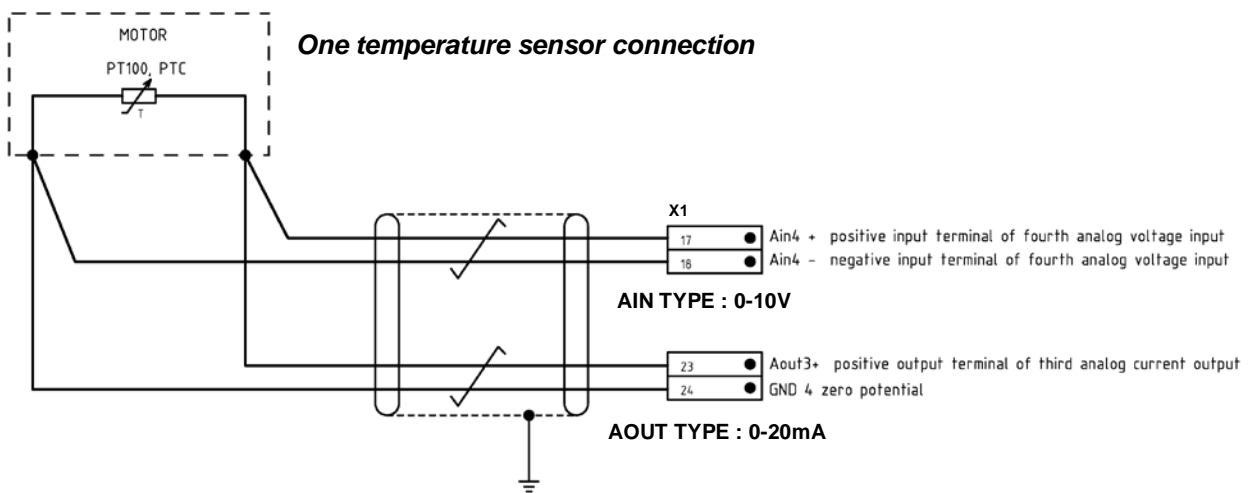 MOTOR
One temperature sensor connection
PT100, PTC
T
X1
17 Ain4 + positive input terminal of fourth analog voltage input
18 Ain4 - negative input terminal of fourth analog voltage input
AIN TYPE : 0-10V
23 Aout3+ positive output terminal of third analog current output
24 GND 4 zero potential
AOUT TYPE : 0-20mA